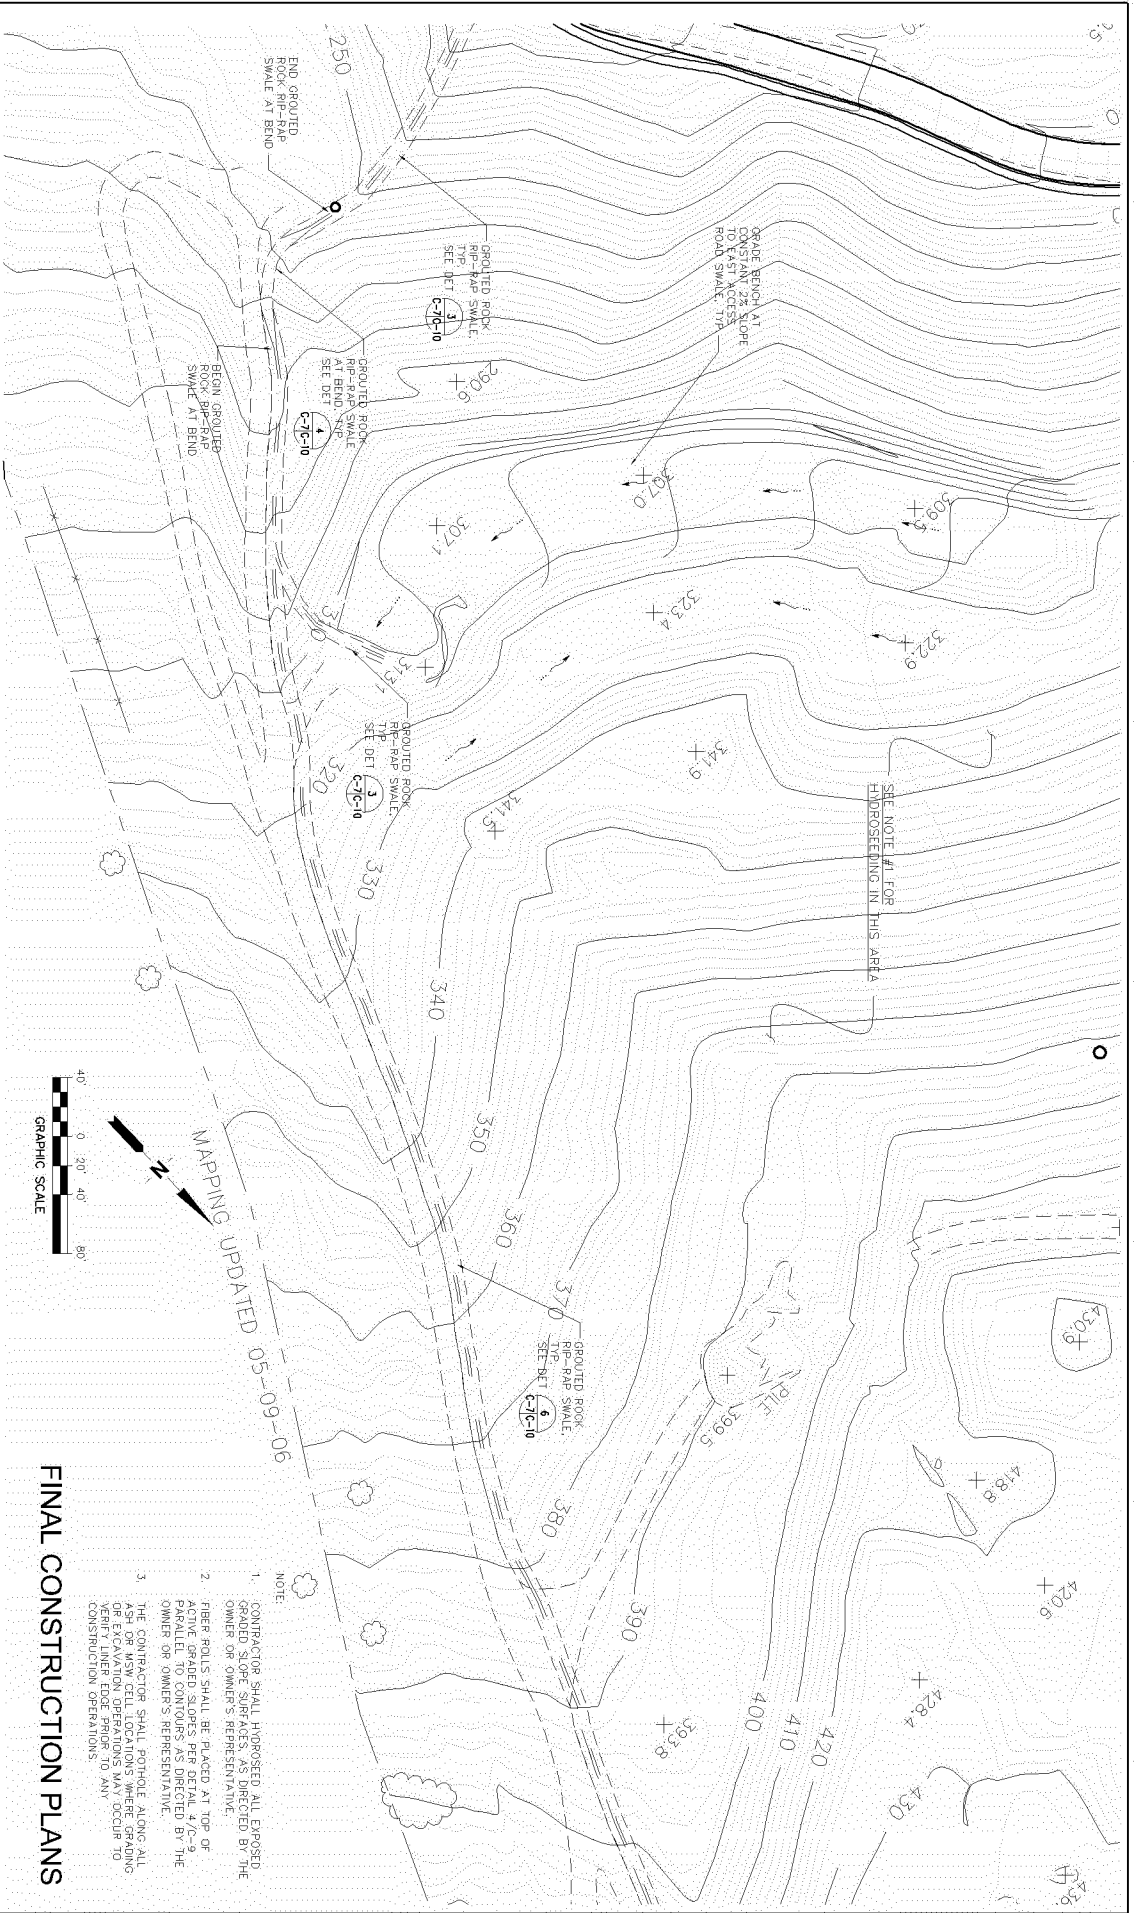 250
END GROUTED
ROCK RIP-RAP
SWALE AT BEND
GROUTED ROCK
RIP-RAP SWALE,
TYP.
SEE DET
3
C-7/C-10
GRADE BENCH AT
CONSTANT 2% SLOPE
TO EAST ACCESS
ROAD SWALE, TYP
GROUTED ROCK
RIP-RAP SWALE
AT BEND, TYP.
SEE DET
4
C-7/C-10
BEGIN GROUTED
ROCK RIP-RAP
SWALE AT BEND
290.6
307.0
309.5
307.1
323.4
322.9
313.1
GROUTED ROCK
RIP-RAP SWALE,
TYP.
SEE DET
3
C-7/C-10
320
341.9
341.5
SEE NOTE #1 FOR
HYDROSEEDING IN THIS AREA
330
340
350
360
370
GROUTED ROCK
RIP-RAP SWALE,
TYP.
SEE DET
6
C-7/C-10
380
390
400
410
420
430
PILE
399.5
430.9
418.8
420.6
428.4
393.8
436.
MAPPING UPDATED 05-09-06
N
40' 0 20' 40' 80'
GRAPHIC SCALE
NOTE:
1. CONTRACTOR SHALL HYDROSEED ALL EXPOSED
GRADED SLOPE SURFACES, AS DIRECTED BY THE
OWNER OR OWNER'S REPRESENTATIVE.
2. FIBER ROLLS SHALL BE PLACED AT TOP OF
ACTIVE GRADED SLOPES PER DETAIL 4/C-9
PARALLEL TO CONTOURS AS DIRECTED BY THE
OWNER OR OWNER'S REPRESENTATIVE.
3. THE CONTRACTOR SHALL POTHOLE ALONG ALL
ASH OR MSW CELL LOCATIONS WHERE GRADING
OR EXCAVATION OPERATIONS MAY OCCUR TO
VERIFY LINER EDGE PRIOR TO ANY
CONSTRUCTION OPERATIONS.
FINAL CONSTRUCTION PLANS